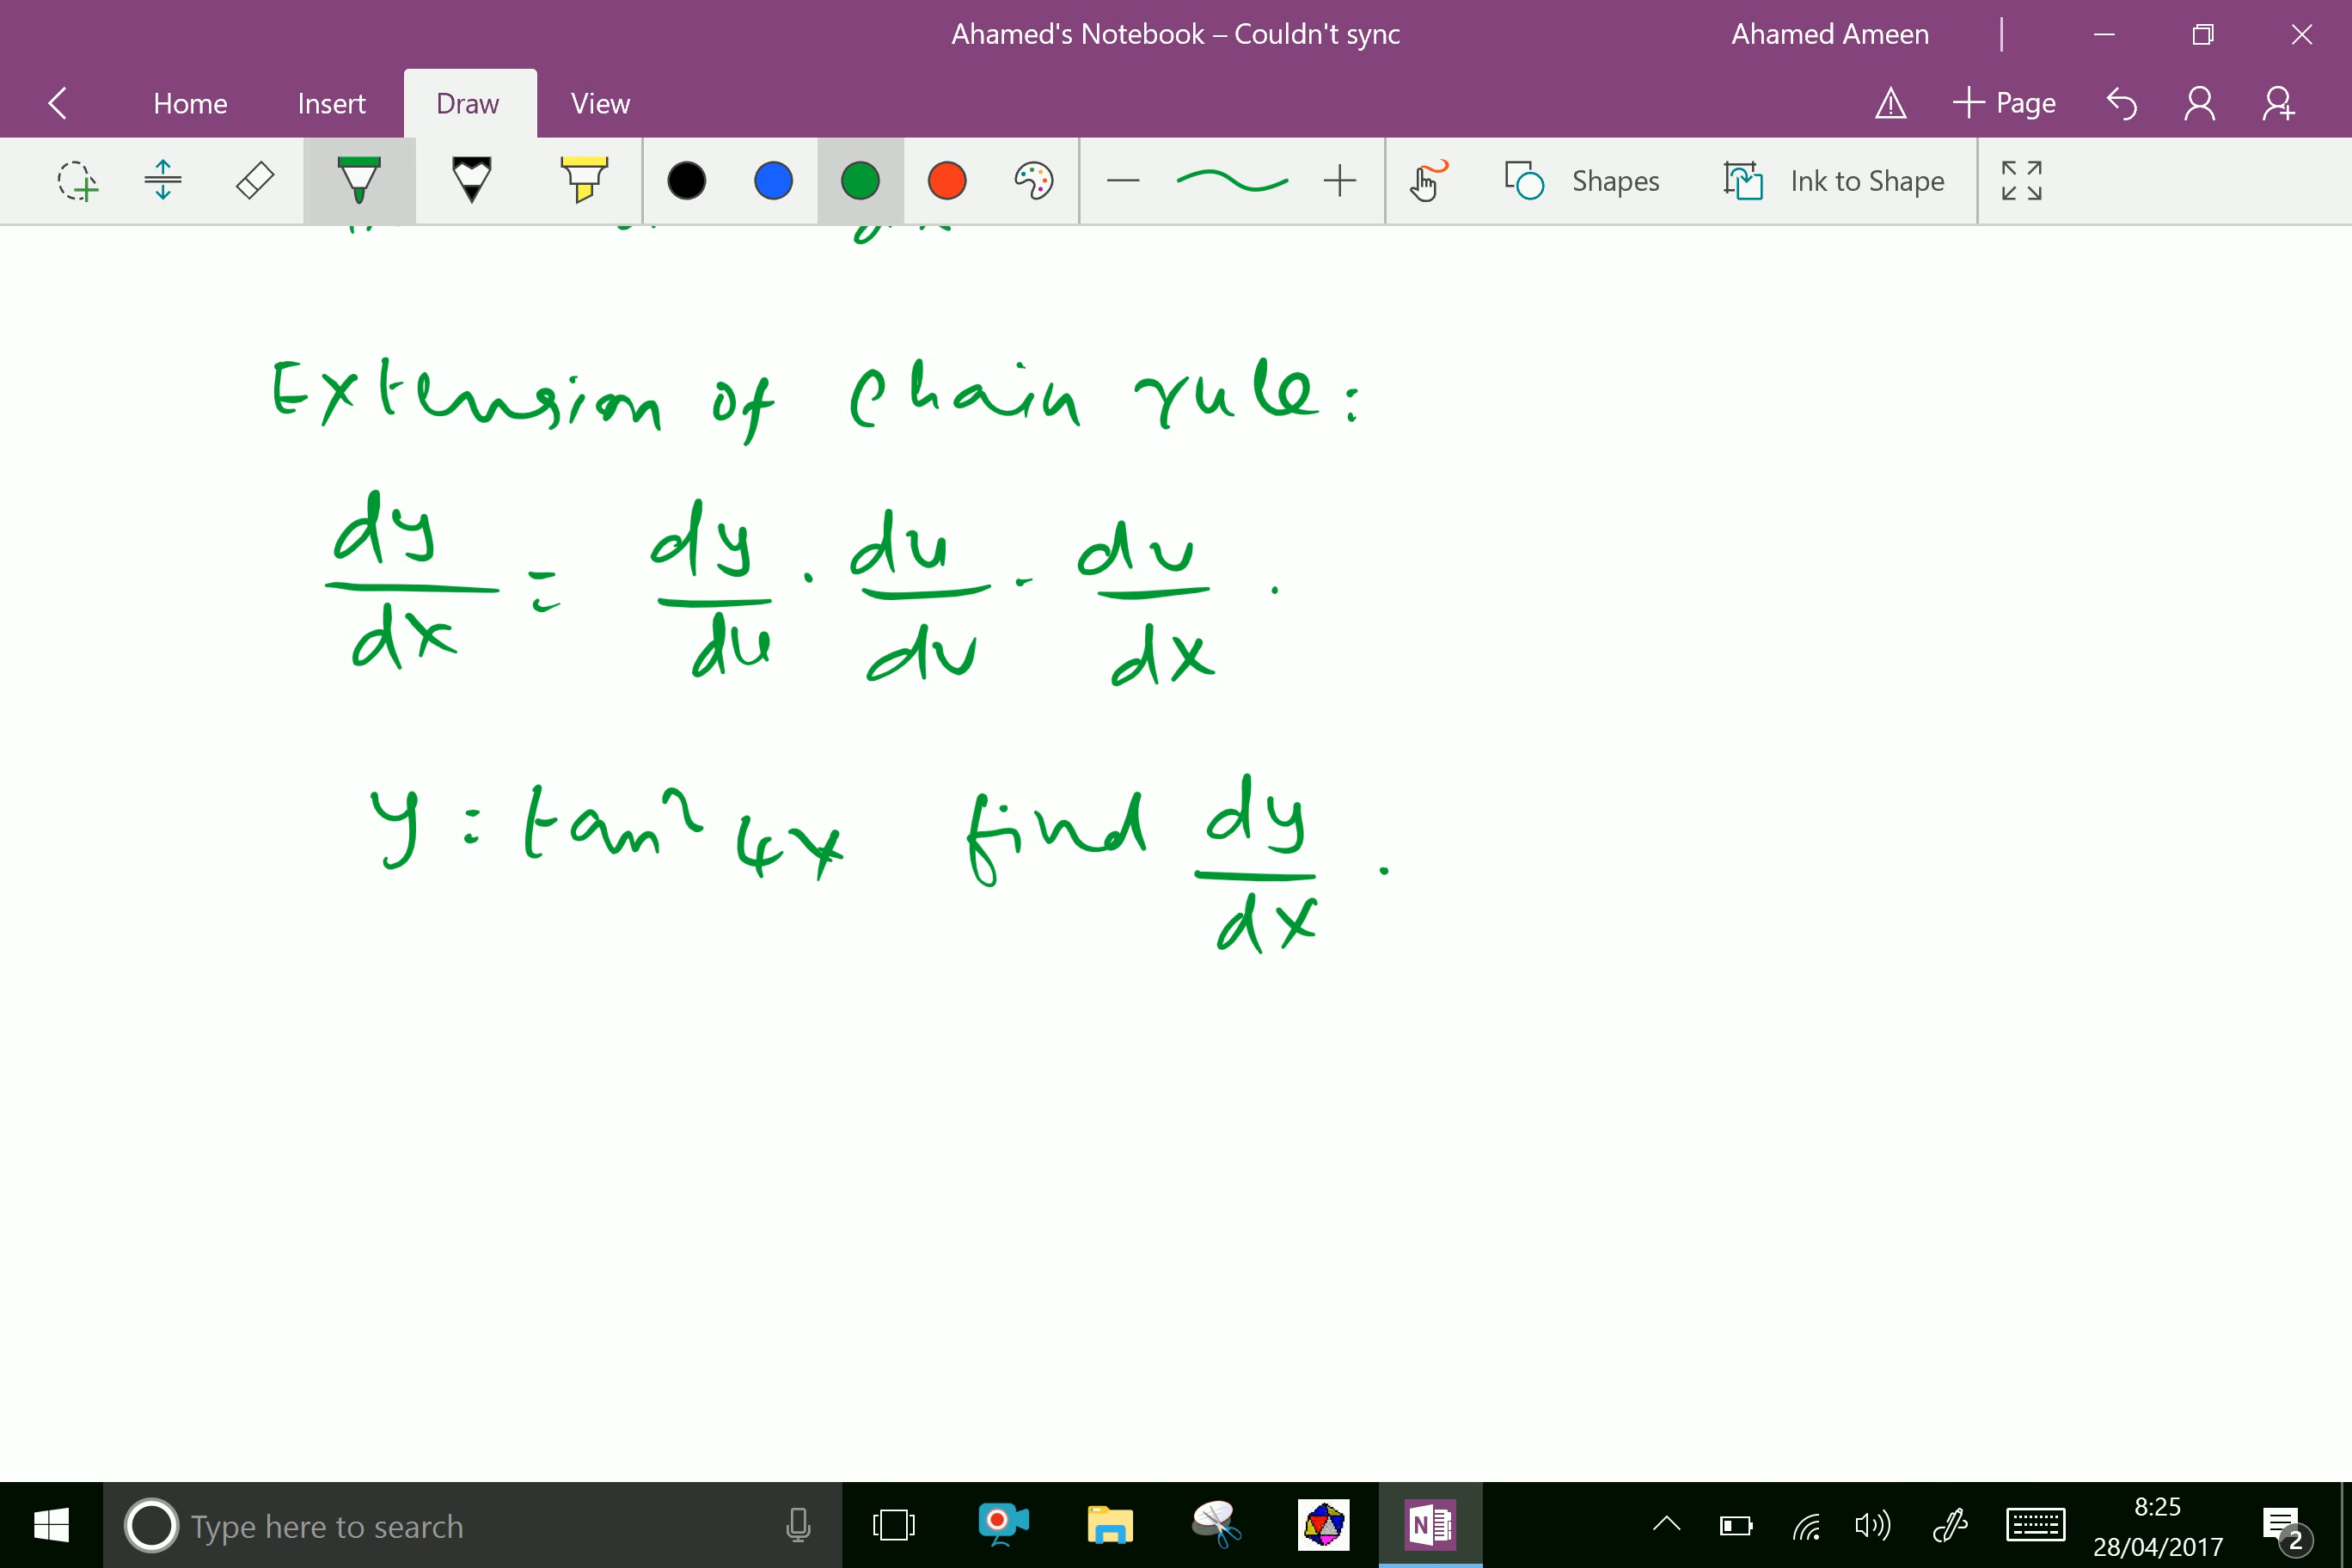 Ahamed's Notebook – Couldn't sync
Ahamed Ameen
Home Insert Draw View
Page
Shapes Ink to Shape
Extension of chain rule:
dy/dx = dy/du · du/dv · dv/dx .
y = tan² 4x find dy/dx .
Type here to search
N
8:25
28/04/2017
2